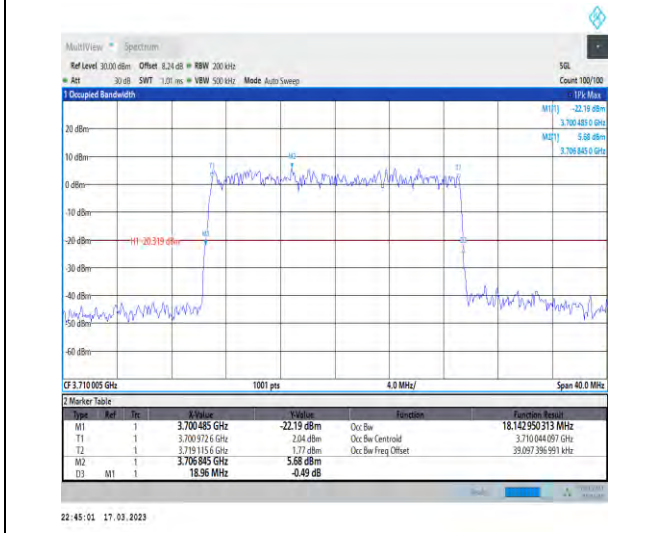 MultiView Spectrum
Ref Level 30.00 dBm Offset 8.24 dB RBW 200 kHz SGL
Att 30 dB SWT 1.01 ms VBW 500 kHz Mode Auto Sweep Count 100/100
1 Occupied Bandwidth 1Pk Max
M1[1] -22.19 dBm
3.700 485 0 GHz
M2[1] 5.68 dBm
3.706 845 0 GHz
20 dBm
10 dBm
M2
T1
T1
0 dBm
-10 dBm
-20 dBm H1 -20.319 dBm
-30 dBm
-40 dBm
-50 dBm
-60 dBm
CF 3.710 005 GHz 1001 pts 4.0 MHz/ Span 40.0 MHz
2 Marker Table
Type Ref Trc X-Value Y-Value Function Function Result
M1 1 3.700 485 GHz -22.19 dBm Occ Bw 18.142 950 313 MHz
T1 1 3.700 972 6 GHz 2.04 dBm Occ Bw Centroid 3.710 044 097 GHz
T2 1 3.719 115 6 GHz 1.77 dBm Occ Bw Freq Offset 39.097 396 991 kHz
M2 1 3.706 845 GHz 5.68 dBm
D3 M1 1 18.96 MHz -0.49 dB
22:45:01 17.03.2023